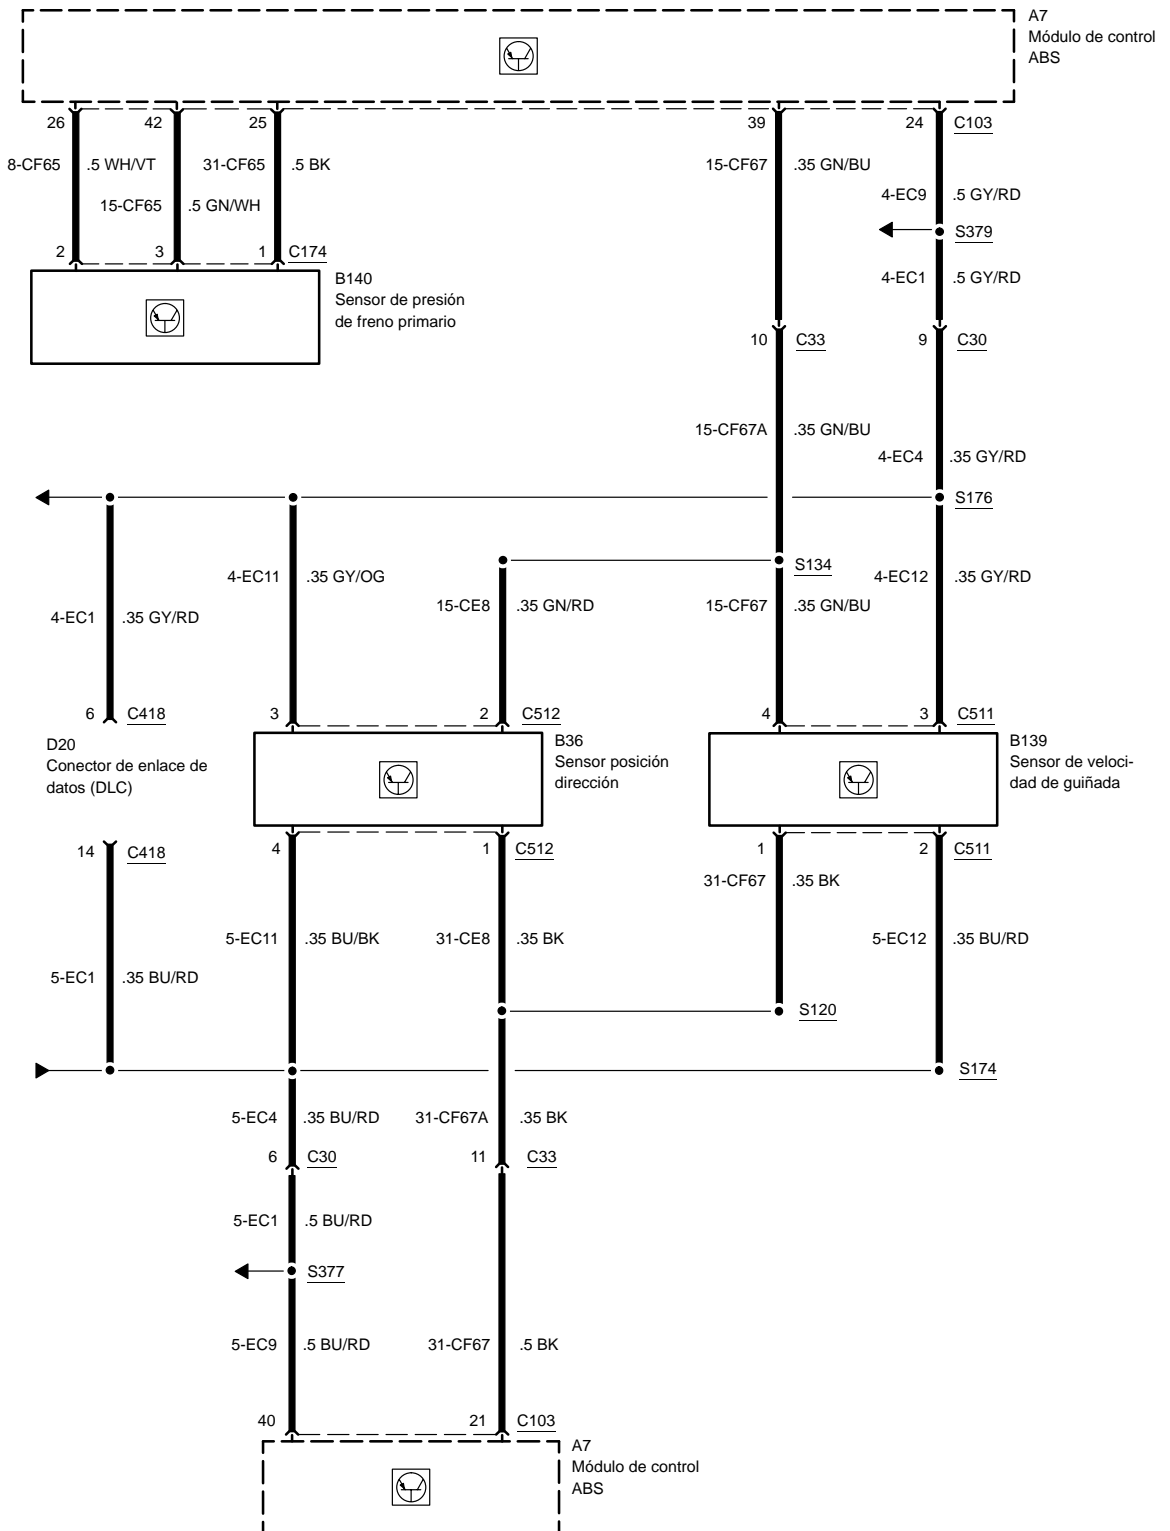 A7
Módulo de control
ABS
26 42 25 39 24 C103
8-CF65 .5 WH/VT 31-CF65 .5 BK 15-CF67 .35 GN/BU
15-CF65 .5 GN/WH 4-EC9 .5 GY/RD
S379
2 3 1 C174
B140
Sensor de presión
de freno primario
4-EC1 .5 GY/RD
10 C33 9 C30
15-CF67A .35 GN/BU
4-EC4 .35 GY/RD
S176
S134
4-EC11 .35 GY/OG 4-EC12 .35 GY/RD
15-CE8 .35 GN/RD 15-CF67 .35 GN/BU
4-EC1 .35 GY/RD
6 C418 3 2 C512 4 3 C511
D20
Conector de enlace de
datos (DLC)
B36
Sensor posición
dirección
B139
Sensor de veloci-
dad de guiñada
14 C418 4 1 C512 1 2 C511
31-CF67 .35 BK
5-EC11 .35 BU/BK 31-CE8 .35 BK 5-EC12 .35 BU/RD
5-EC1 .35 BU/RD
S120
S174
5-EC4 .35 BU/RD 31-CF67A .35 BK
6 C30 11 C33
5-EC1 .5 BU/RD
S377
5-EC9 .5 BU/RD 31-CF67 .5 BK
40 21 C103
A7
Módulo de control
ABS